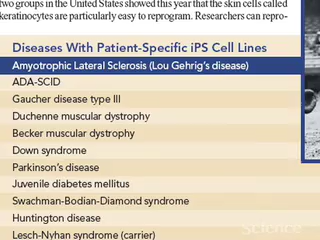 two groups in the United States showed this year that the skin cells called
keratinocytes are particularly easy to reprogram. Researchers can repro-
Diseases With Patient-Specific iPS Cell Lines
Amyotrophic Lateral Sclerosis (Lou Gehrig's disease)
ADA-SCID
Gaucher disease type III
Duchenne muscular dystrophy
Becker muscular dystrophy
Down syndrome
Parkinson's disease
Juvenile diabetes mellitus
Swachman-Bodian-Diamond syndrome
Huntington disease
Lesch-Nyhan syndrome (carrier)
Science